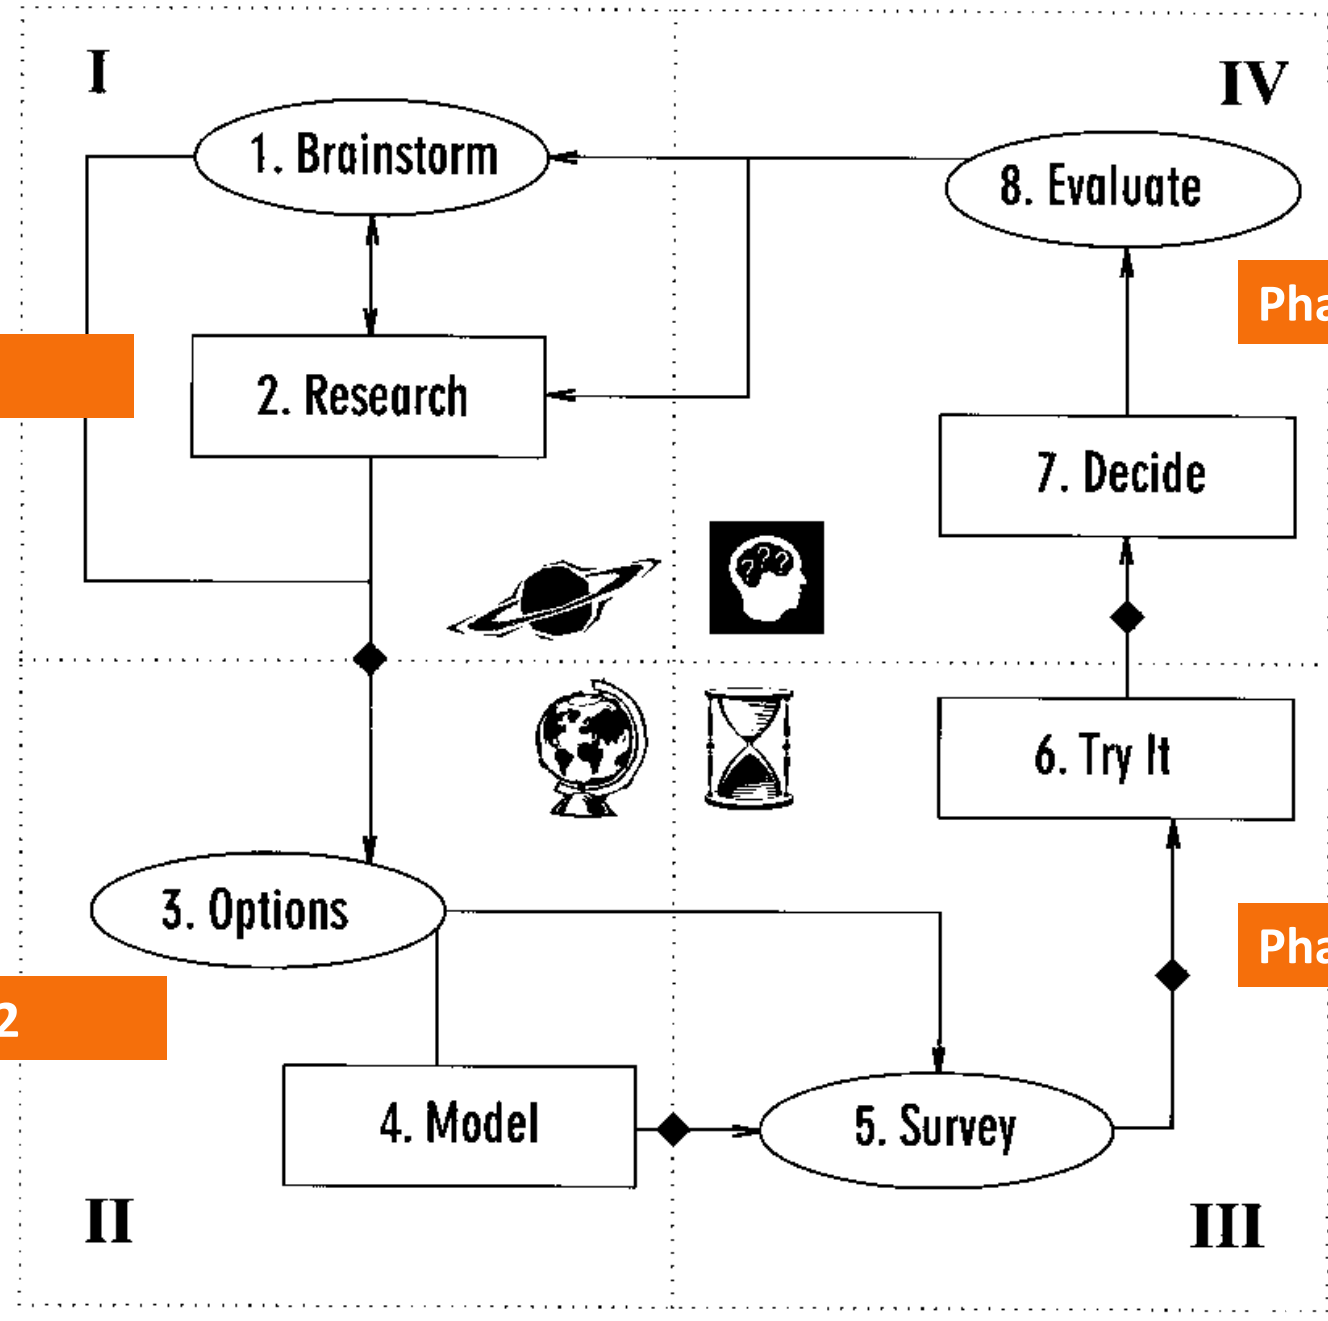 I
1. Brainstorm
2. Research
3. Options
2
4. Model
II
IV
8. Evaluate
Pha
7. Decide
6. Try It
Pha
5. Survey
III